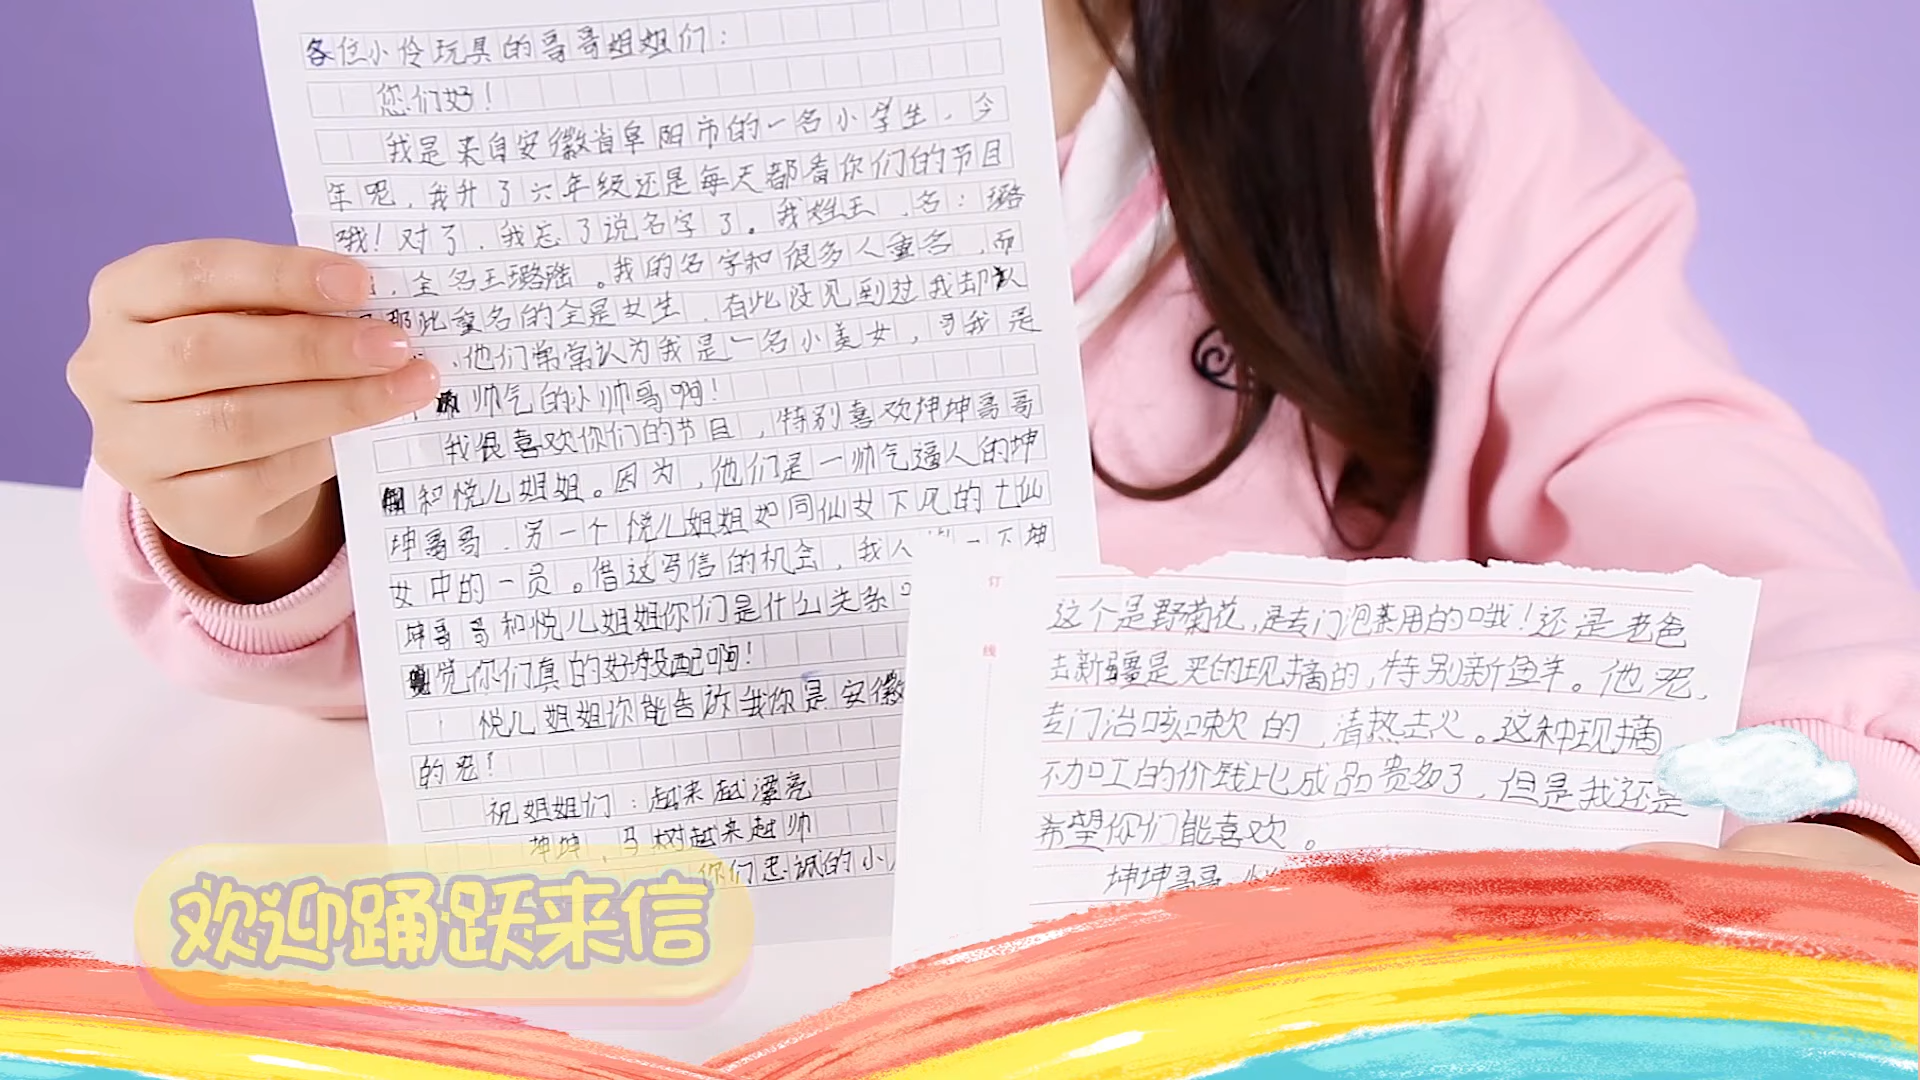 各位小伶玩具的哥哥姐姐们：
您们好！
我是来自安徽省阜阳市的一名小学生，今
年呢，我升了六年级还是每天都看你们的节目
哦！对了，我忘了说名字了。我姓王，名：璐
，全名王璐瑶。我的名字和很多人重名，而
那些重名的全是女生，有些没见到过我却认
，他们常常认为我是一名小美女，可我是
帅气的小帅哥啊！
我很喜欢你们的节目，特别喜欢坤坤哥哥
和悦儿姐姐。因为，他们是一帅气逼人的坤
坤哥哥，另一个悦儿姐姐如同仙女下凡的七仙
女中的一员。借这写信的机会，我 一下坤
坤哥哥和悦儿姐姐你们是什么关系？
觉你们真的好般配啊！
悦儿姐姐你能告诉我你是安徽
的呢！
祝姐姐们：越来越漂亮
坤坤，马树越来越帅
你们忠诚的小
订
线
这个是野菊花，是专门泡茶用的哦！还是老爸
去新疆是买的现摘的，特别新鱼羊。他呢，
专门治咳嗽的，清热去火。这种现摘
不加工的价钱比成品贵多了，但是我还是
希望你们能喜欢。
坤坤哥哥
欢迎踊跃来信